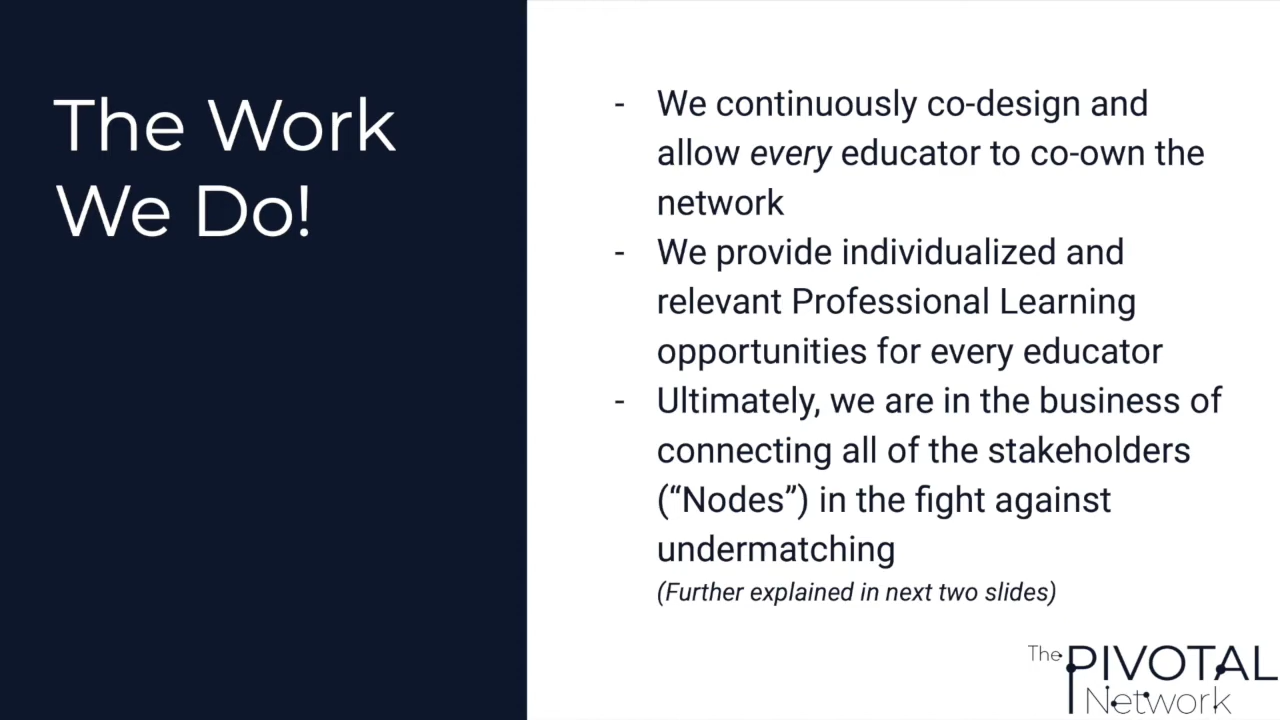 The Work
We Do!
- We continuously co-design and
allow every educator to co-own the
network
- We provide individualized and
relevant Professional Learning
opportunities for every educator
- Ultimately, we are in the business of
connecting all of the stakeholders
(“Nodes”) in the fight against
undermatching
(Further explained in next two slides)
The PIVOTAL
Network